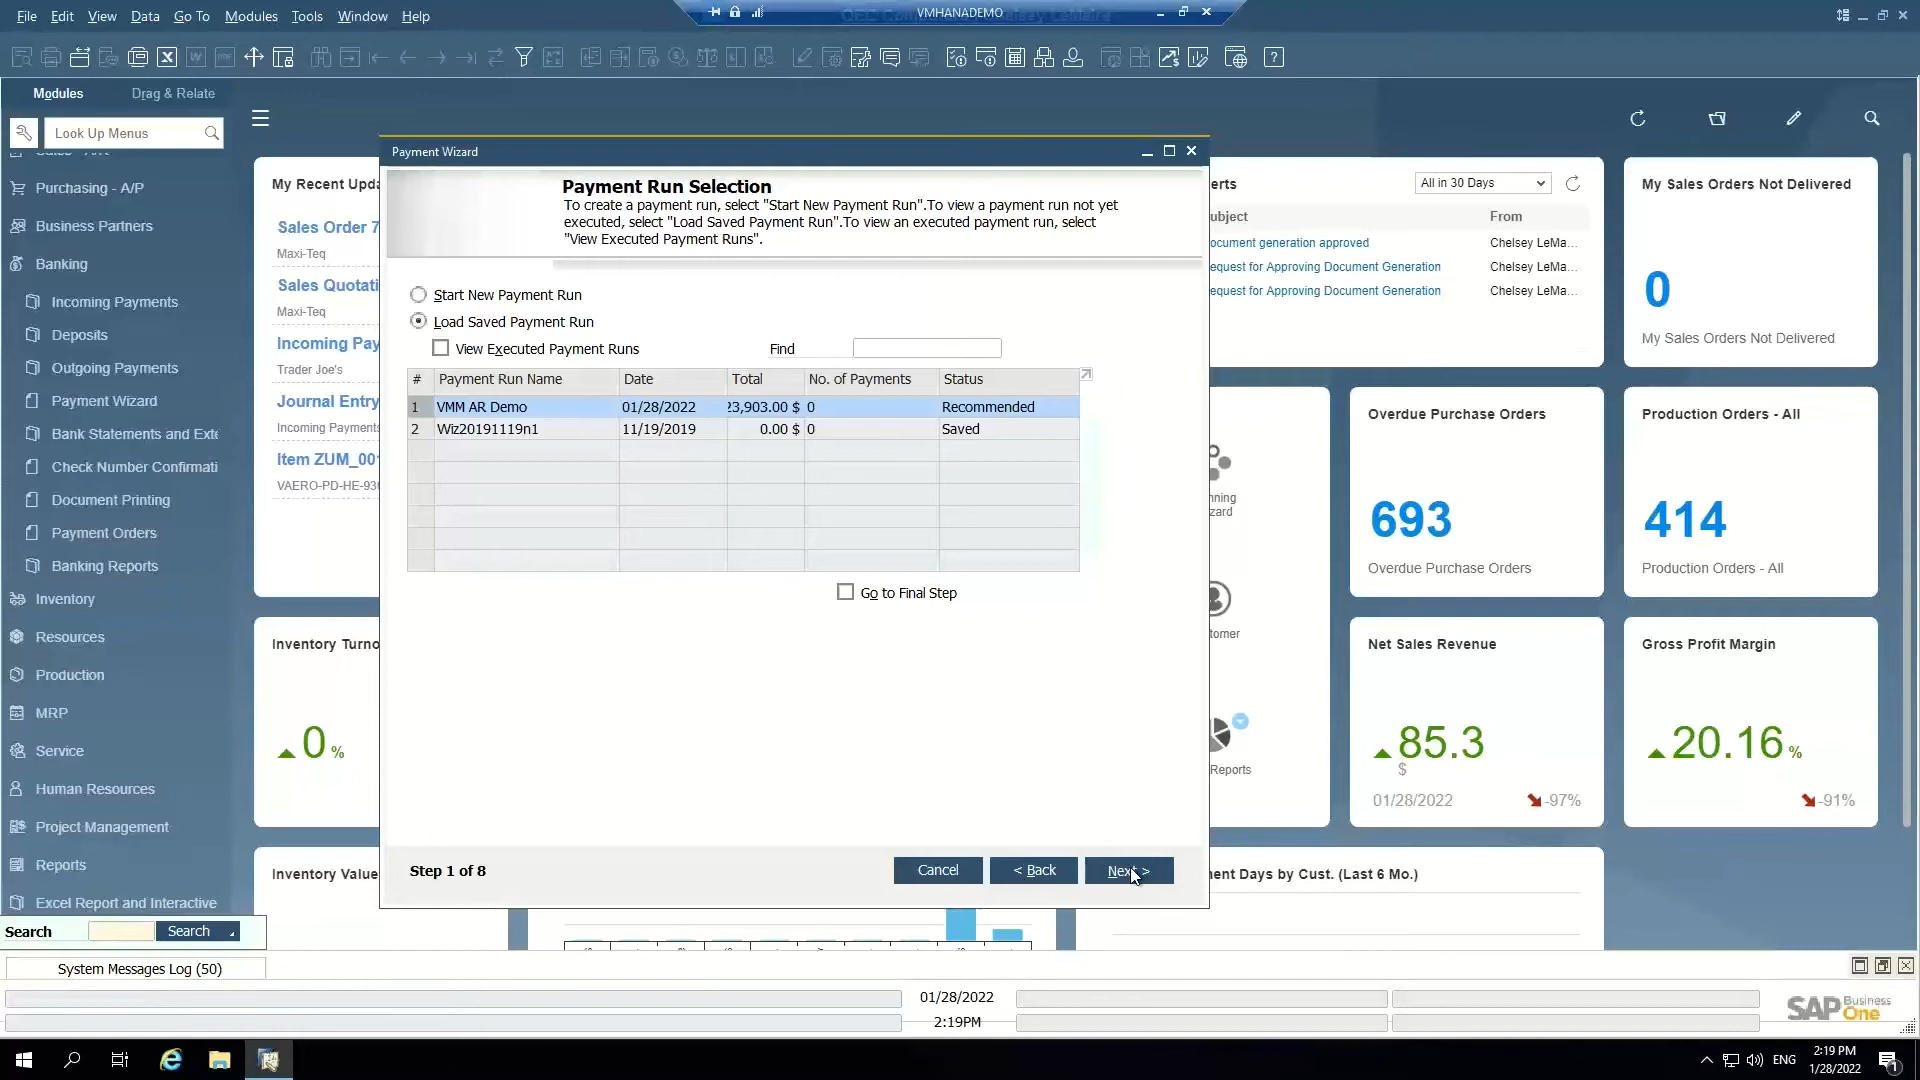 File Edit View Data Go To Modules Tools Window Help
VMHANADEMO
Modules Drag & Relate
Look Up Menus
Purchasing - A/P
Business Partners
Banking
Incoming Payments
Deposits
Outgoing Payments
Payment Wizard
Bank Statements and Exte
Check Number Confirmati
Document Printing
Payment Orders
Banking Reports
Inventory
Resources
Production
MRP
Service
Human Resources
Project Management
Reports
Excel Report and Interactive
Search Search
My Recent Upda
Sales Order 7
Maxi-Teq
Sales Quotati
Maxi-Teq
Incoming Pay
Trader Joe's
Journal Entry
Incoming Payments
Item ZUM_001
VAERO-PD-HE-930
Inventory Turno
0 %
Inventory Value
Payment Wizard
Payment Run Selection
To create a payment run, select "Start New Payment Run".To view a payment run not yet
executed, select "Load Saved Payment Run".To view an executed payment run, select
"View Executed Payment Runs".
Start New Payment Run
Load Saved Payment Run
View Executed Payment Runs Find
# Payment Run Name Date Total No. of Payments Status
1 VMM AR Demo 01/28/2022 23,903.00 $ 0 Recommended
2 Wiz20191119n1 11/19/2019 0.00 $ 0 Saved
Go to Final Step
Step 1 of 8 Cancel < Back Next >
erts All in 30 Days
ubject From
ocument generation approved Chelsey LeMa...
equest for Approving Document Generation Chelsey LeMa...
equest for Approving Document Generation Chelsey LeMa...
nning
zard
tomer
Reports
My Sales Orders Not Delivered
0
My Sales Orders Not Delivered
Overdue Purchase Orders
693
Overdue Purchase Orders
Production Orders - All
414
Production Orders - All
Net Sales Revenue
85.3
$
01/28/2022 -97%
Gross Profit Margin
20.16 %
-91%
ent Days by Cust. (Last 6 Mo.)
System Messages Log (50)
01/28/2022
2:19PM
SAP Business One
ENG
2:19 PM
1/28/2022
1